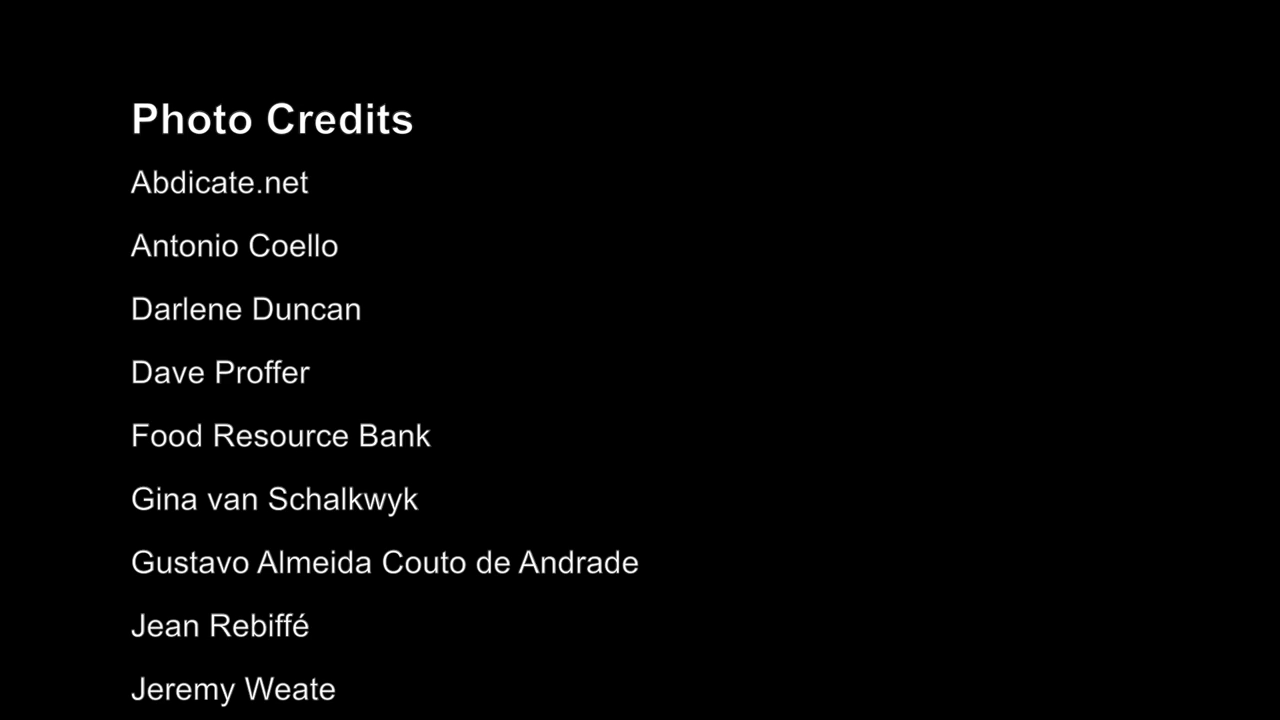 Photo Credits
Abdicate.net
Antonio Coello
Darlene Duncan
Dave Proffer
Food Resource Bank
Gina van Schalkwyk
Gustavo Almeida Couto de Andrade
Jean Rebiffé
Jeremy Weate